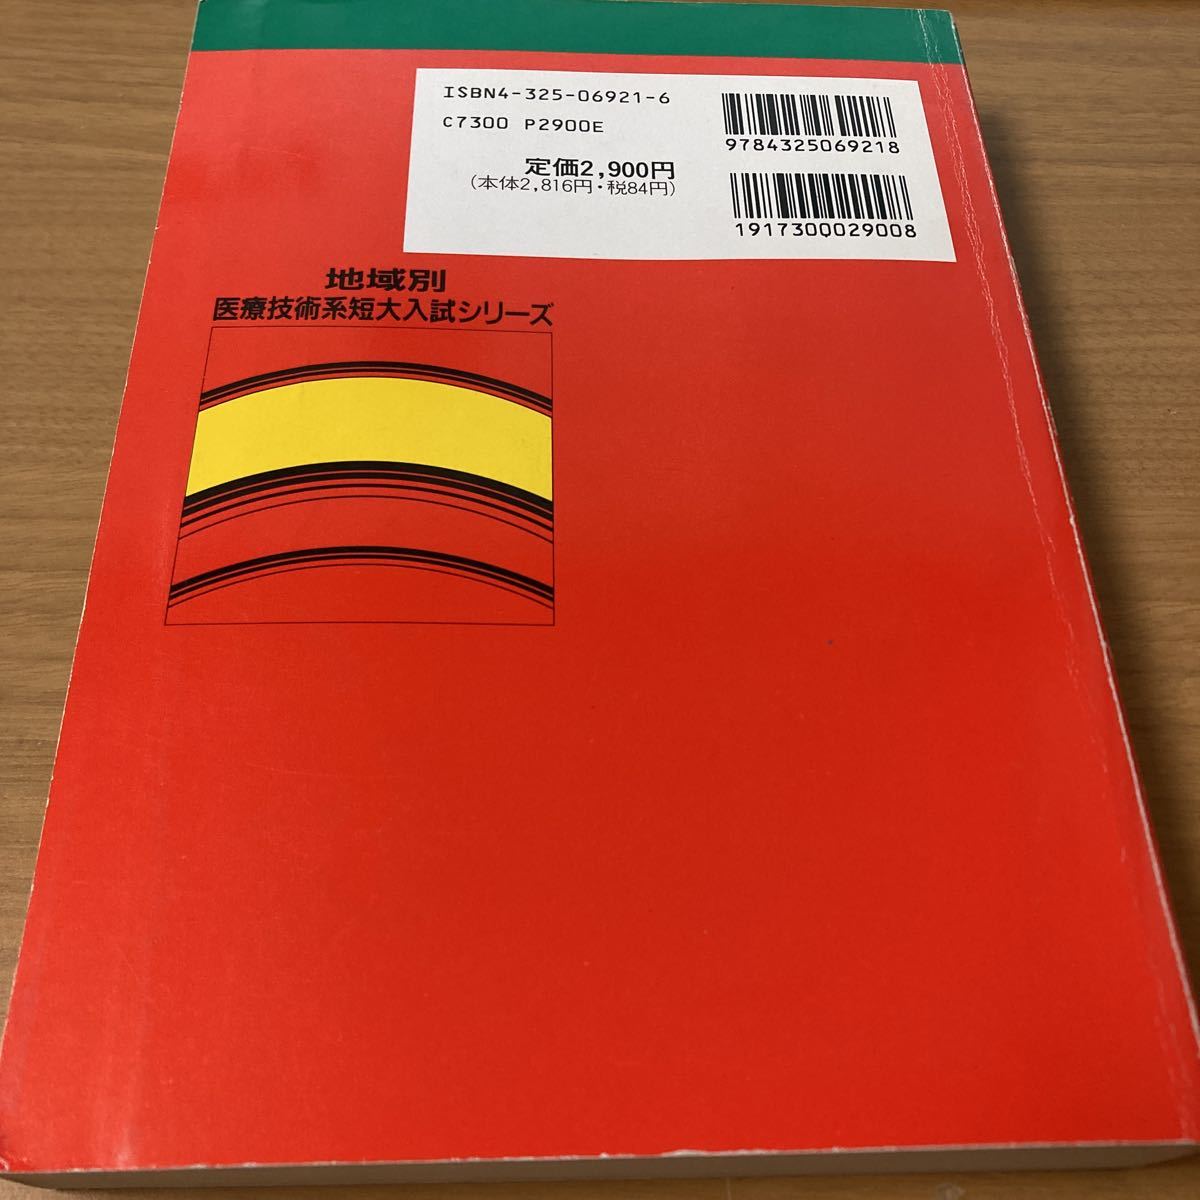 ISBN4-325-06921-6
C7300 P2900E
定価2,900円
（本体2,816円・税84円）
9784325069218
1917300029008
地域別
医療技術系短大入試シリーズ